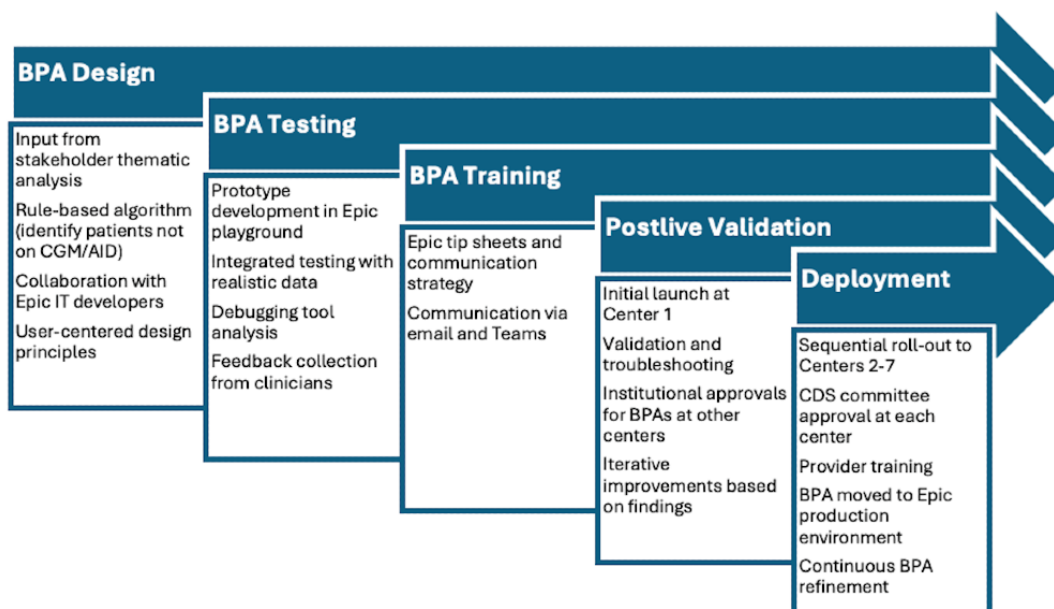 BPA Design
Input from
stakeholder thematic
analysis
Rule-based algorithm
(identify patients not
on CGM/AID)
Collaboration with
Epic IT developers
User-centered design
principles
BPA Testing
Prototype
development in Epic
playground
Integrated testing with
realistic data
Debugging tool
analysis
Feedback collection
from clinicians
BPA Training
Epic tip sheets and
communication
strategy
Communication via
email and Teams
Postlive Validation
Initial launch at
Center 1
Validation and
troubleshooting
Institutional approvals
for BPAs at other
centers
Iterative
improvements based
on findings
Deployment
Sequential roll-out to
Centers 2-7
CDS committee
approval at each
center
Provider training
BPA moved to Epic
production
environment
Continuous BPA
refinement